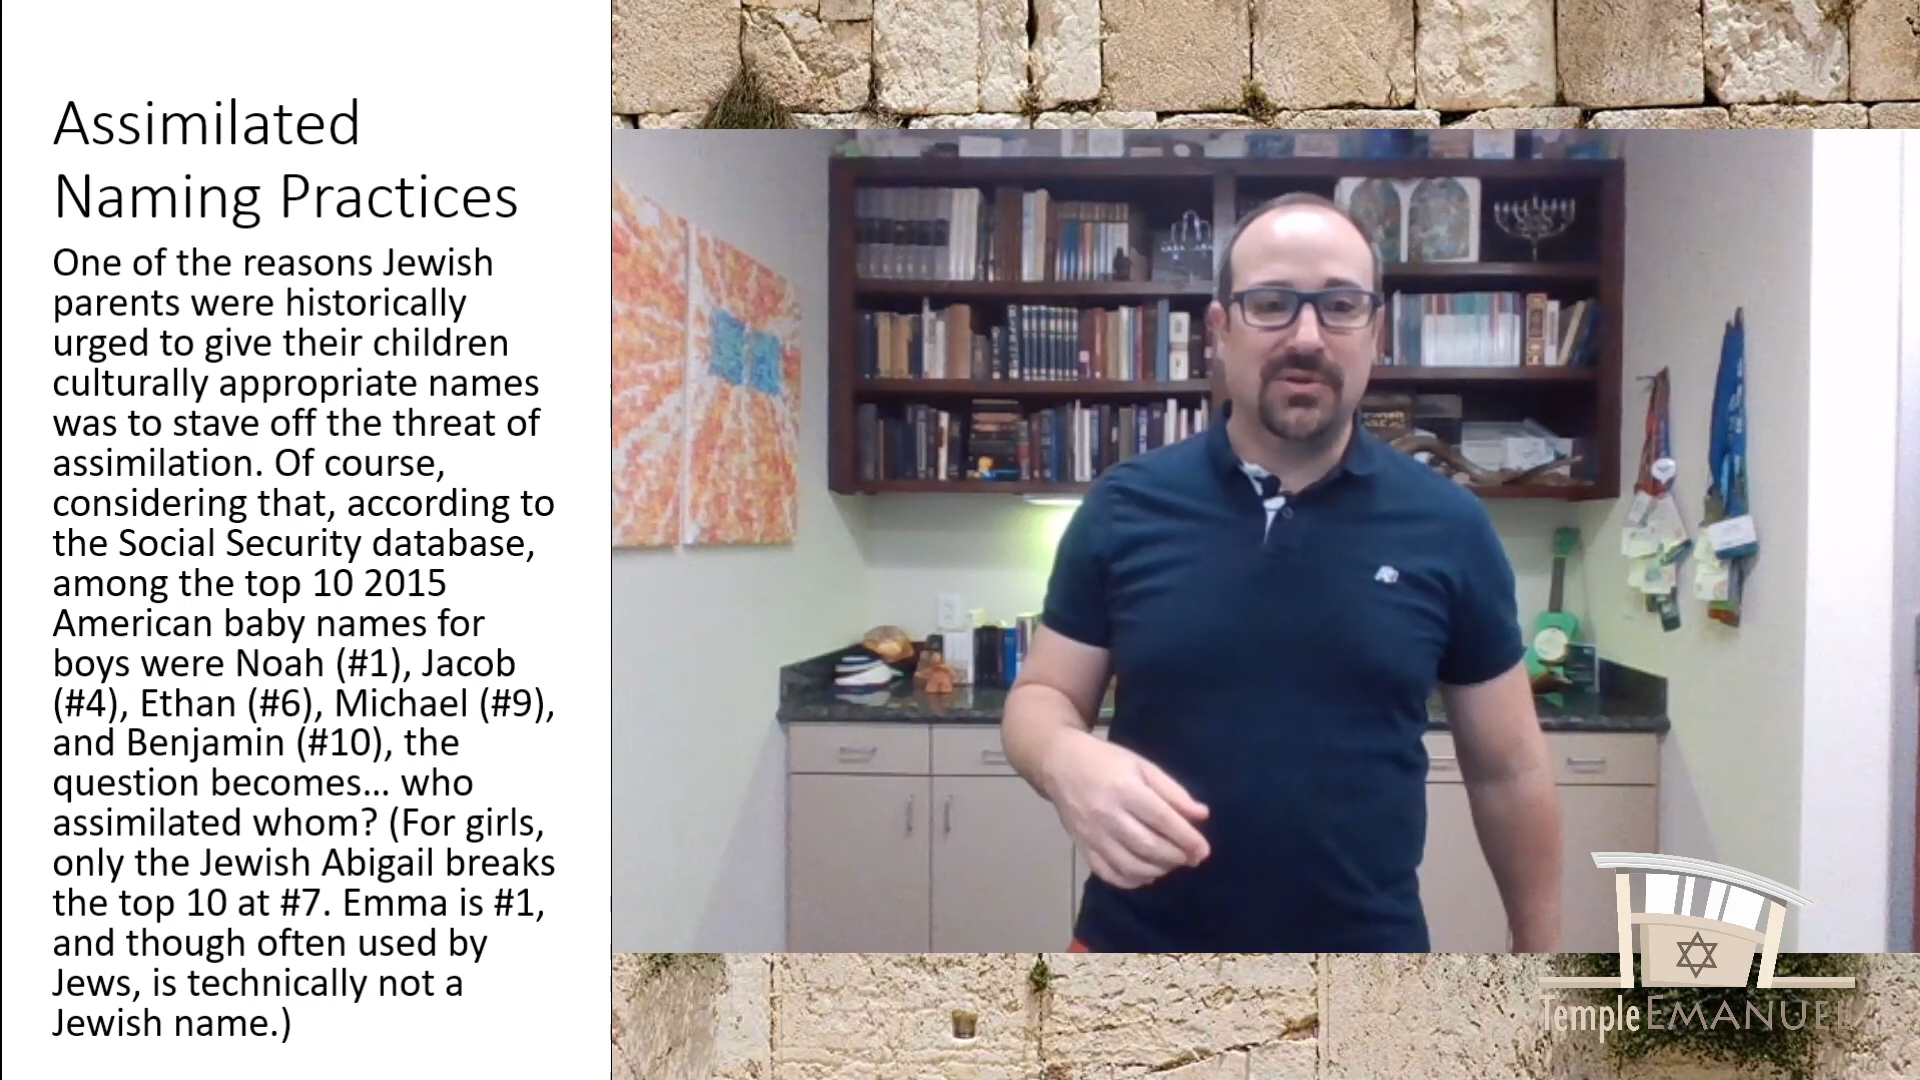 Assimilated
Naming Practices
One of the reasons Jewish
parents were historically
urged to give their children
culturally appropriate names
was to stave off the threat of
assimilation. Of course,
considering that, according to
the Social Security database,
among the top 10 2015
American baby names for
boys were Noah (#1), Jacob
(#4), Ethan (#6), Michael (#9),
and Benjamin (#10), the
question becomes... who
assimilated whom? (For girls,
only the Jewish Abigail breaks
the top 10 at #7. Emma is #1,
and though often used by
Jews, is technically not a
Jewish name.)
Temple EMANUEL